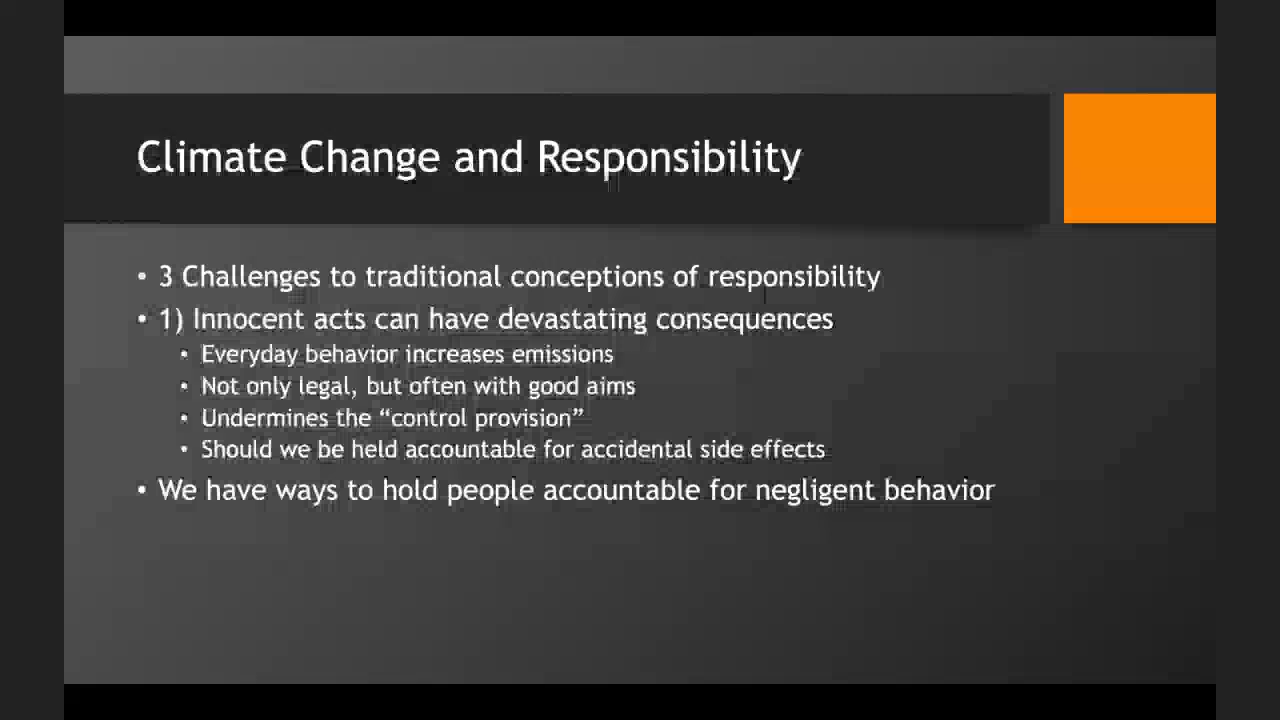 Climate Change and Responsibility
• 3 Challenges to traditional conceptions of responsibility
• 1) Innocent acts can have devastating consequences
• Everyday behavior increases emissions
• Not only legal, but often with good aims
• Undermines the “control provision”
• Should we be held accountable for accidental side effects
• We have ways to hold people accountable for negligent behavior